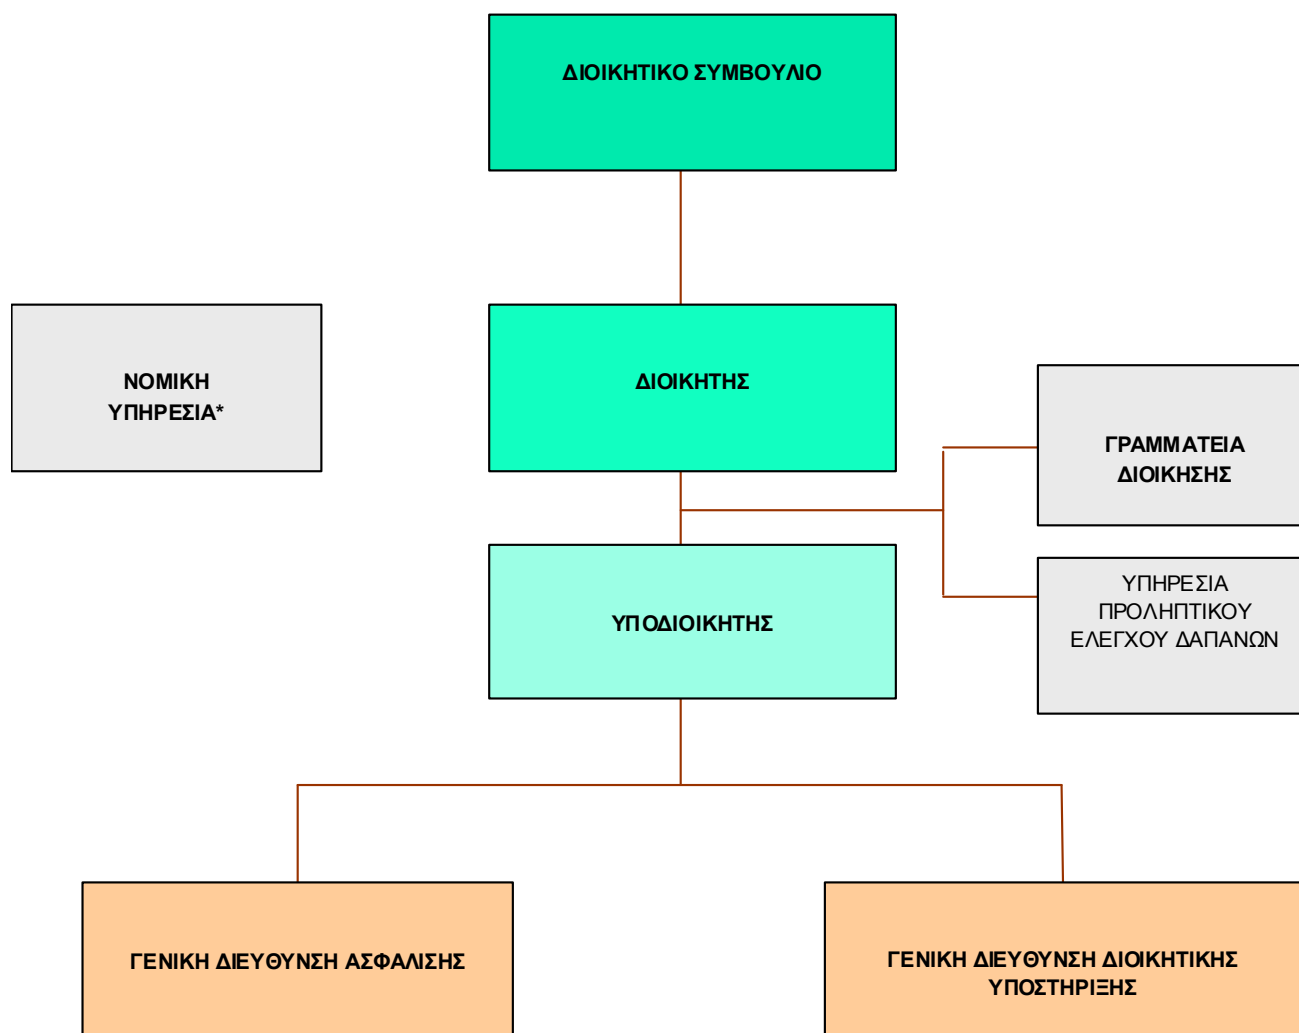 ΔΙΟΙΚΗΤΙΚΟ ΣΥΜΒΟΥΛΙΟ
ΝΟΜΙΚΗ
ΥΠΗΡΕΣΙΑ*
ΔΙΟΙΚΗΤΗΣ
ΓΡΑΜΜΑΤΕΙΑ
ΔΙΟΙΚΗΣΗΣ
ΥΠΟΔΙΟΙΚΗΤΗΣ
ΥΠΗΡΕΣΙΑ
ΠΡΟΛΗΠΤΙΚΟΥ
ΕΛΕΓΧΟΥ ΔΑΠΑΝΩΝ
ΓΕΝΙΚΗ ΔΙΕΥΘΥΝΣΗ ΑΣΦΑΛΙΣΗΣ
ΓΕΝΙΚΗ ΔΙΕΥΘΥΝΣΗ ΔΙΟΙΚΗΤΙΚΗΣ
ΥΠΟΣΤΗΡΙΞΗΣ